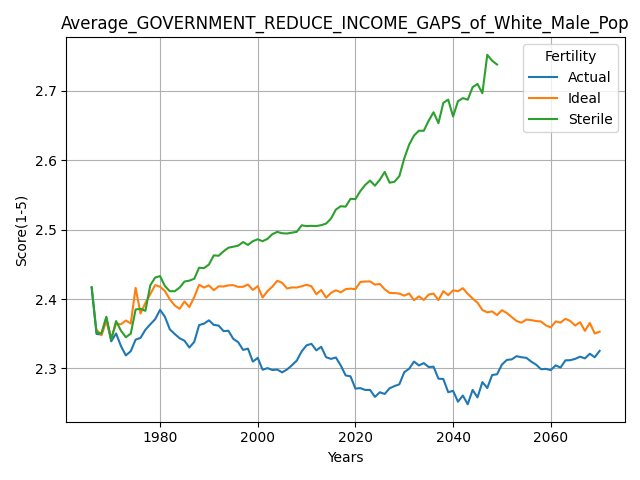 Average_GOVERNMENT_REDUCE_INCOME_GAPS_of_White_Male_Pop
Fertility
Actual
Ideal
Sterile
Score(1-5)
2.7
2.6
2.5
2.4
2.3
1980 2000 2020 2040 2060
Years